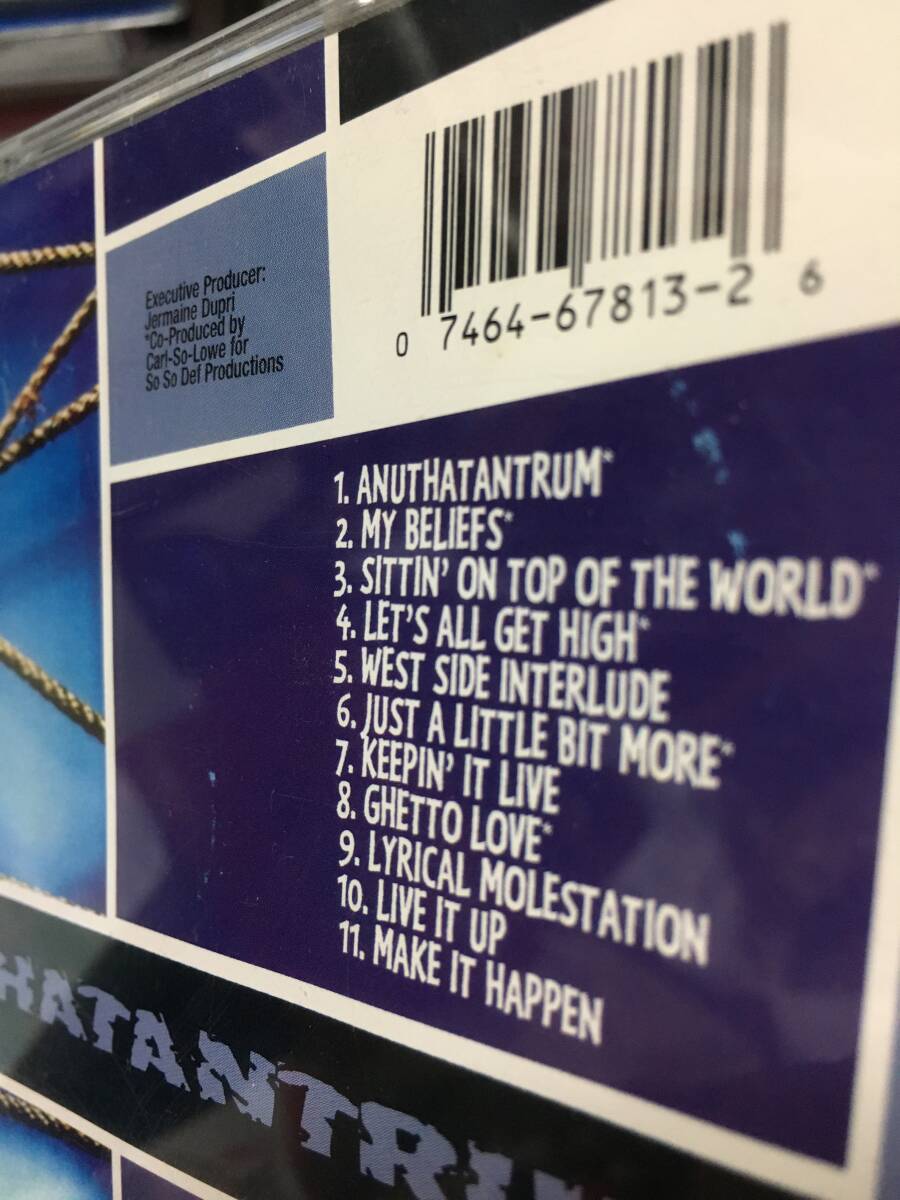 Executive Producer:
Jermaine Dupri
*Co-Produced by
Carl-So-Lowe for
So So Def Productions
0 7464-67813-2 6
1. ANUTHATANTRUM*
2. MY BELIEFS*
3. SITTIN' ON TOP OF THE WORLD*
4. LET'S ALL GET HIGH*
5. WEST SIDE INTERLUDE
6. JUST A LITTLE BIT MORE*
7. KEEPIN' IT LIVE
8. GHETTO LOVE*
9. LYRICAL MOLESTATION
10. LIVE IT UP
11. MAKE IT HAPPEN
HATANTRU